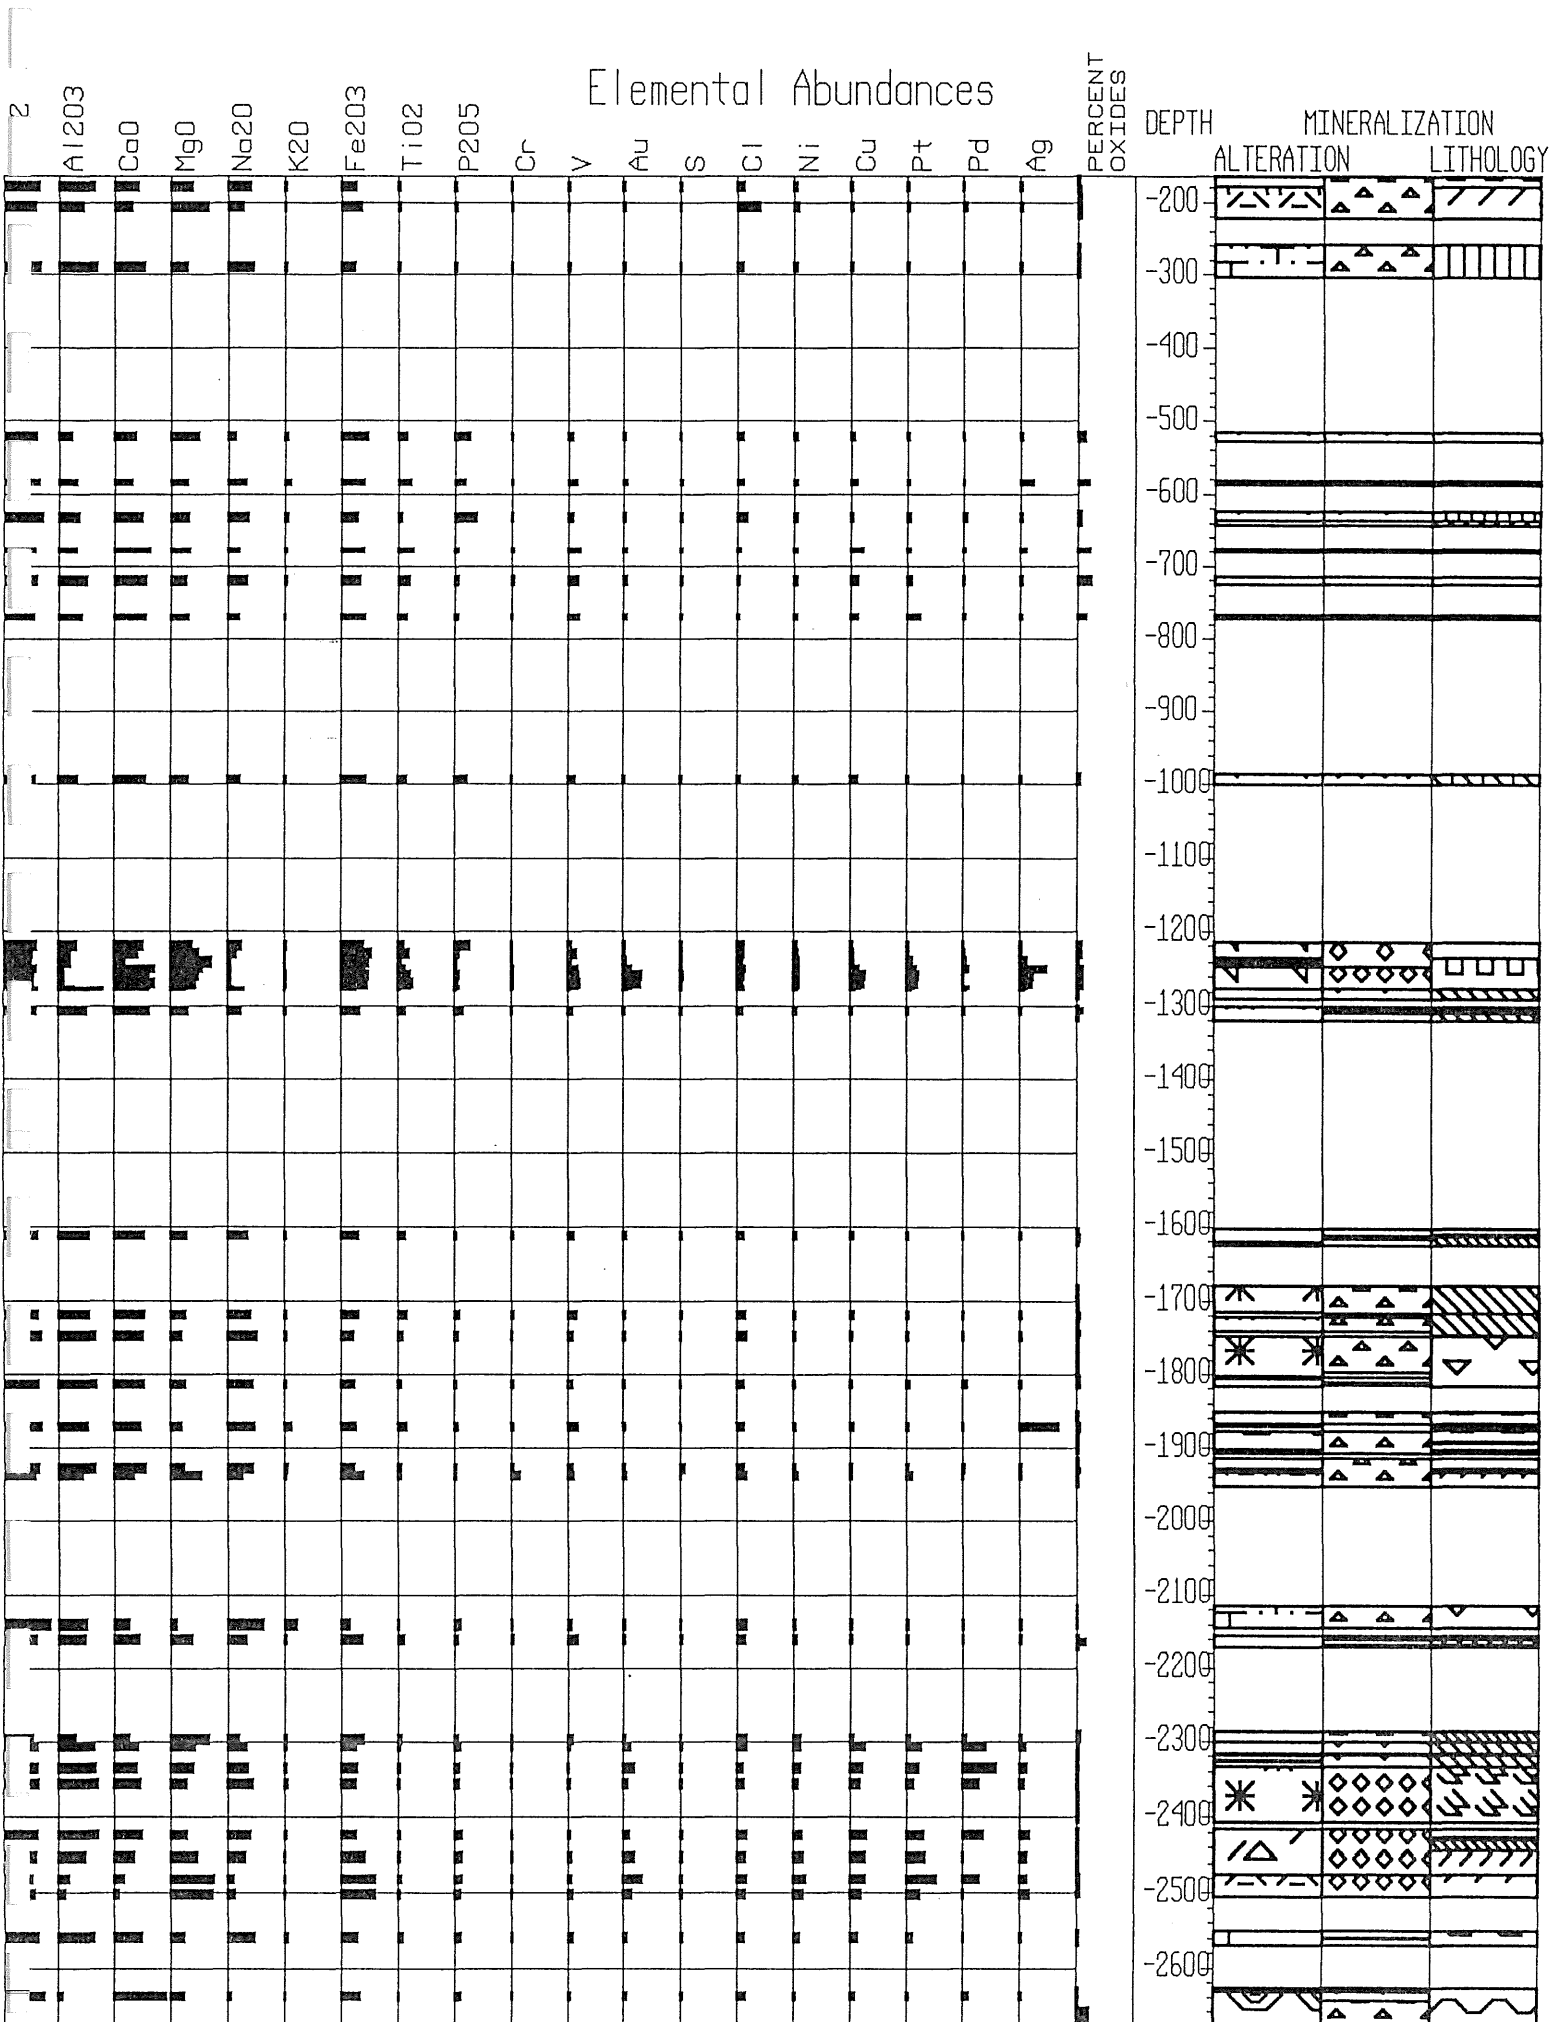 Elemental Abundances
2
Al2O3
CaO
MgO
Na2O
K2O
Fe2O3
TiO2
P2O5
Cr
V
Au
S
Cl
Ni
Cu
Pt
Pd
Ag
PERCENT
OXIDES
DEPTH
MINERALIZATION
ALTERATION
LITHOLOGY
-200
-300
-400
-500
-600
-700
-800
-900
-1000
-1100
-1200
-1300
-1400
-1500
-1600
-1700
-1800
-1900
-2000
-2100
-2200
-2300
-2400
-2500
-2600